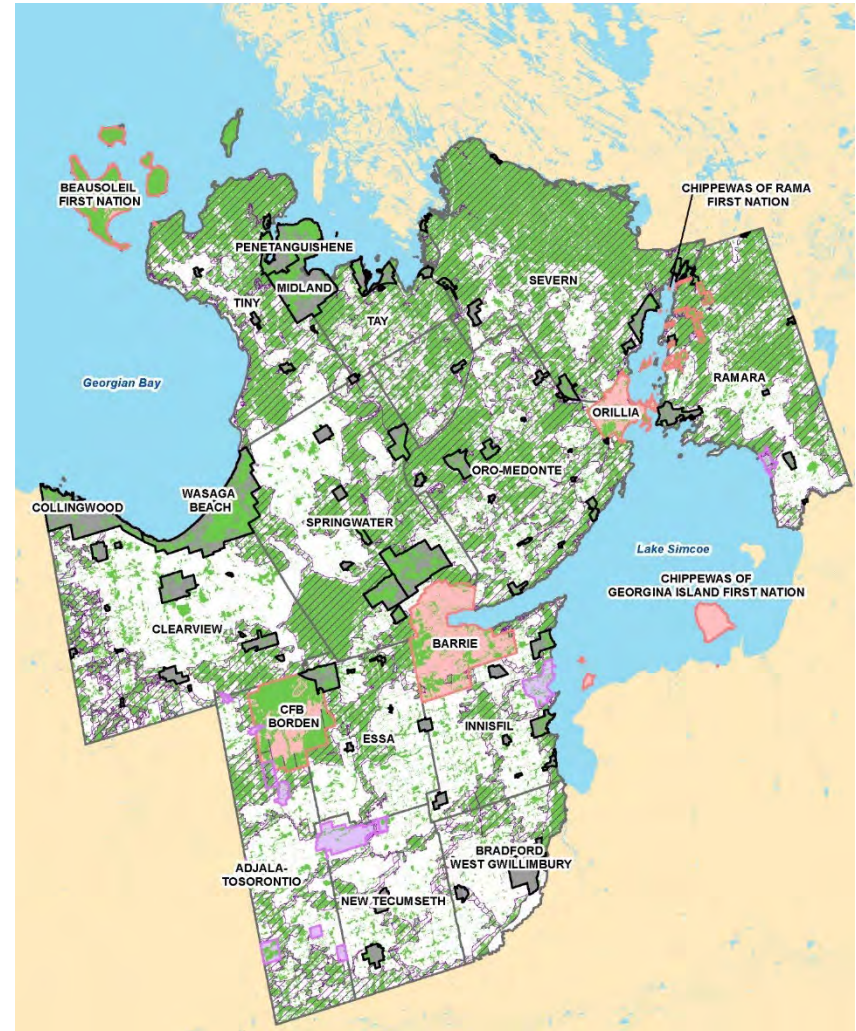 BEAUSOLEIL
FIRST NATION
CHIPPEWAS OF RAMA
FIRST NATION
PENETANGUISHENE
MIDLAND
TINY
TAY
SEVERN
Georgian Bay
RAMARA
ORILLIA
ORO-MEDONTE
COLLINGWOOD
WASAGA
BEACH
SPRINGWATER
Lake Simcoe
CHIPPEWAS OF
GEORGINA ISLAND FIRST NATION
CLEARVIEW
BARRIE
CFB
BORDEN
ESSA
INNISFIL
ADJALA-
TOSORONTIO
BRADFORD
WEST GWILLIMBURY
NEW TECUMSETH